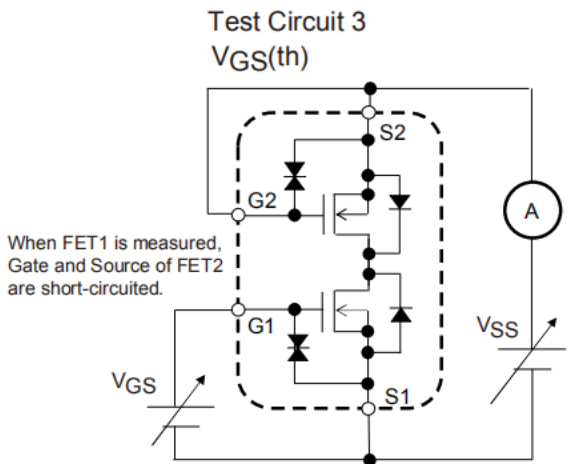 Test Circuit 3
VGS(th)
S2
G2
A
When FET1 is measured,
Gate and Source of FET2
are short-circuited.
G1
VSS
VGS
S1